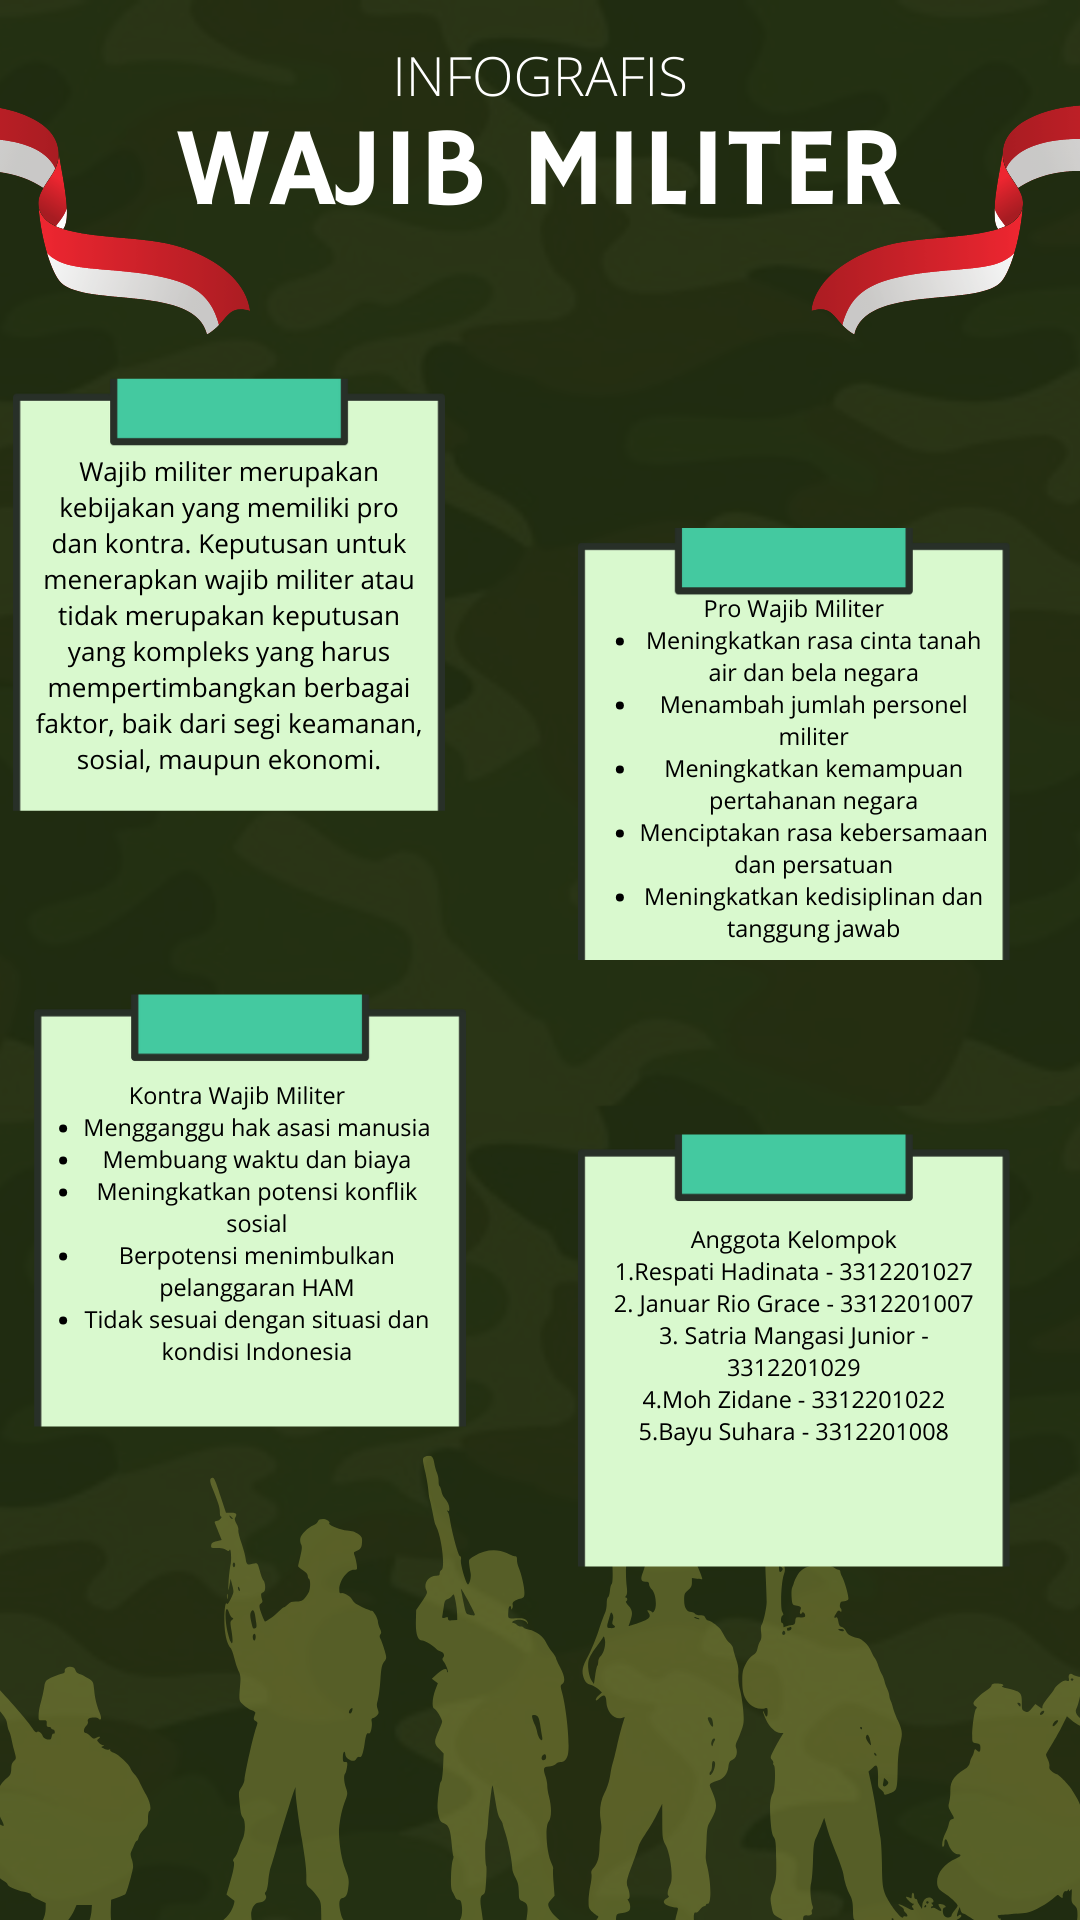 INFOGRAFIS
WAJIB MILITER
Wajib militer merupakan
kebijakan yang memiliki pro
dan kontra. Keputusan untuk
menerapkan wajib militer atau
tidak merupakan keputusan
yang kompleks yang harus
mempertimbangkan berbagai
faktor, baik dari segi keamanan,
sosial, maupun ekonomi.
Pro Wajib Militer
• Meningkatkan rasa cinta tanah
air dan bela negara
• Menambah jumlah personel
militer
• Meningkatkan kemampuan
pertahanan negara
• Menciptakan rasa kebersamaan
dan persatuan
• Meningkatkan kedisiplinan dan
tanggung jawab
Kontra Wajib Militer
• Mengganggu hak asasi manusia
• Membuang waktu dan biaya
• Meningkatkan potensi konflik
sosial
• Berpotensi menimbulkan
pelanggaran HAM
• Tidak sesuai dengan situasi dan
kondisi Indonesia
Anggota Kelompok
1.Respati Hadinata - 3312201027
2. Januar Rio Grace - 3312201007
3. Satria Mangasi Junior -
3312201029
4.Moh Zidane - 3312201022
5.Bayu Suhara - 3312201008